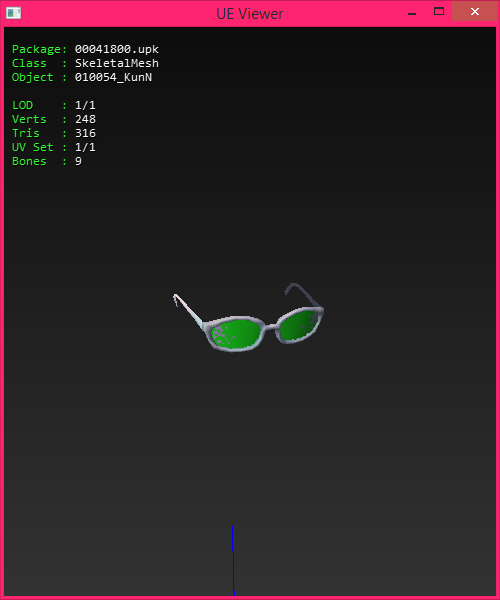 UE Viewer
Package: 00041800.upk
Class : SkeletalMesh
Object : 010054_KunN
LOD : 1/1
Verts : 248
Tris : 316
UV Set : 1/1
Bones : 9